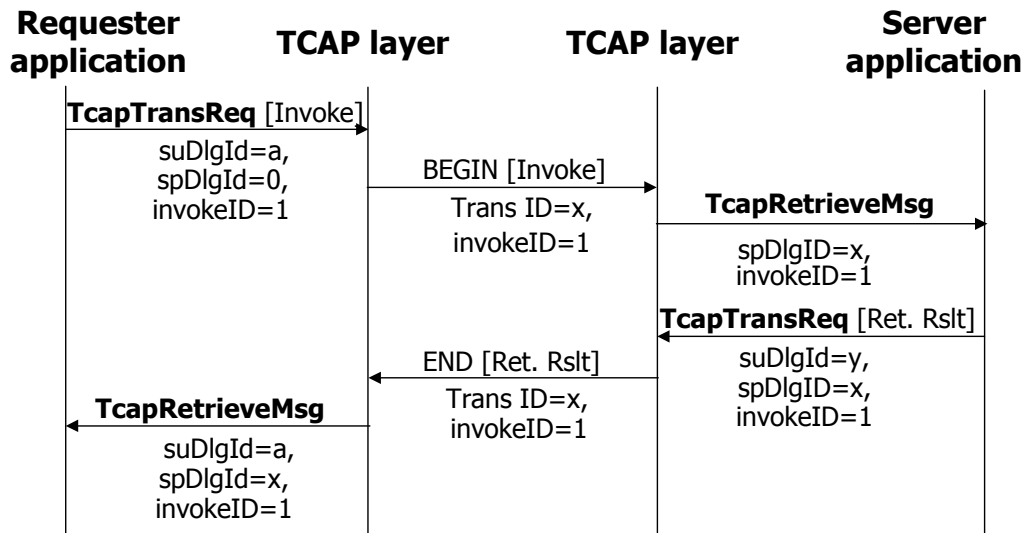 Requester
application
TCAP layer
TCAP layer
Server
application
TcapTransReq [Invoke]
suDlgId=a,
spDlgId=0,
invokeID=1
BEGIN [Invoke]
Trans ID=x,
invokeID=1
TcapRetrieveMsg
spDlgID=x,
invokeID=1
TcapTransReq [Ret. Rslt]
suDlgId=y,
spDlgID=x,
invokeID=1
END [Ret. Rslt]
Trans ID=x,
invokeID=1
TcapRetrieveMsg
suDlgId=a,
spDlgId=x,
invokeID=1